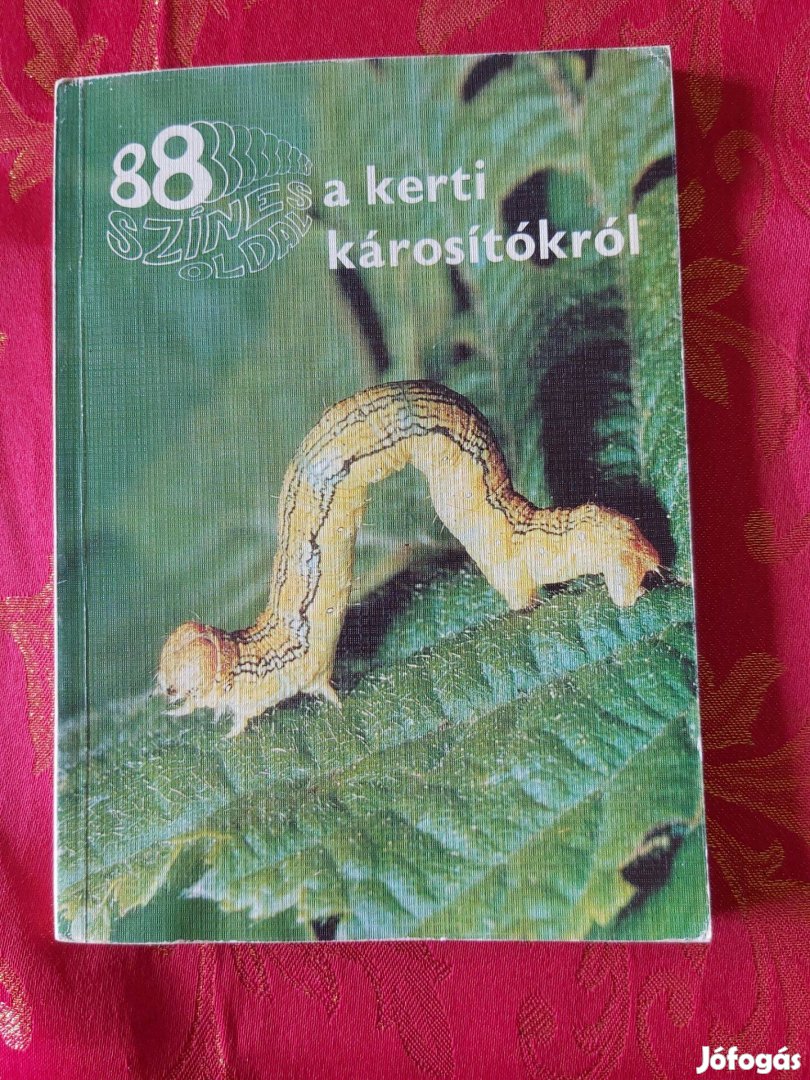 88
SZÍNES
OLDAL
a kerti
károsítókról
Jófogás